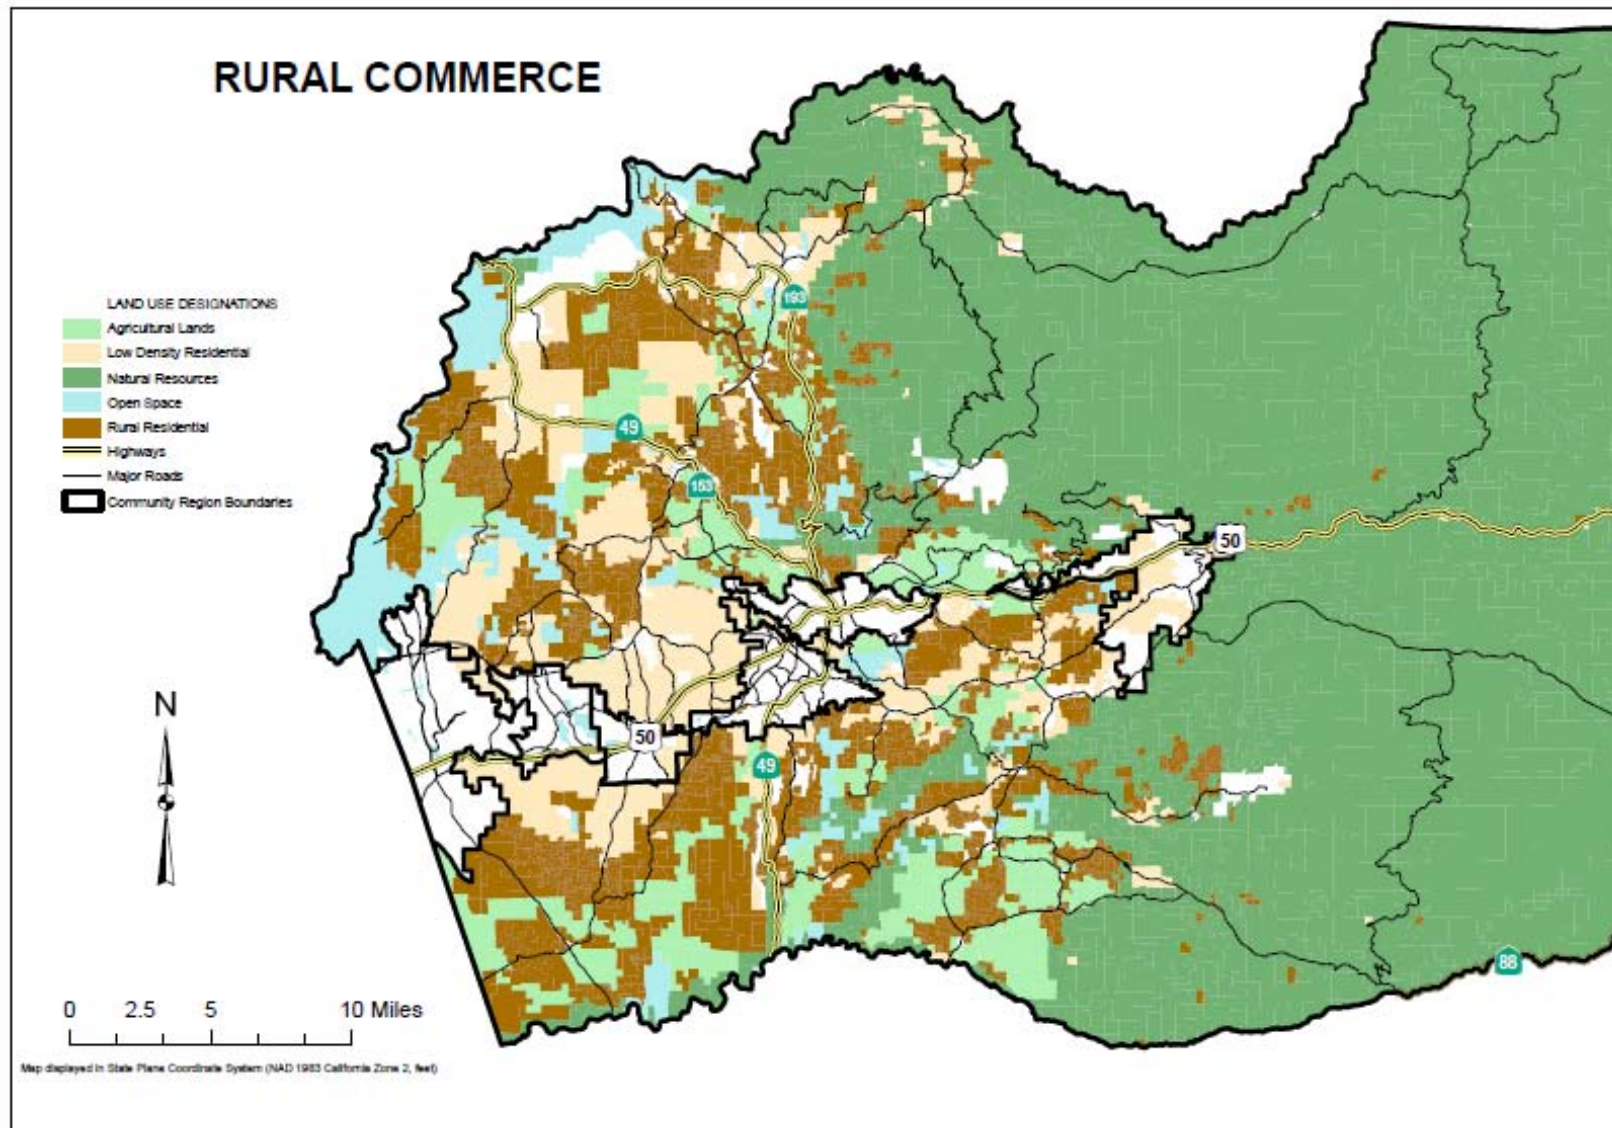 RURAL COMMERCE
193
LAND USE DESIGNATIONS
Agricultural Lands
Low Density Residential
Natural Resources
Open Space
Rural Residential
Highways
Major Roads
Community Region Boundaries
49
153
50
N
50
49
88
0 2.5 5 10 Miles
Map displayed in State Plane Coordinate System (NAD 1983 California Zone 2, feet)